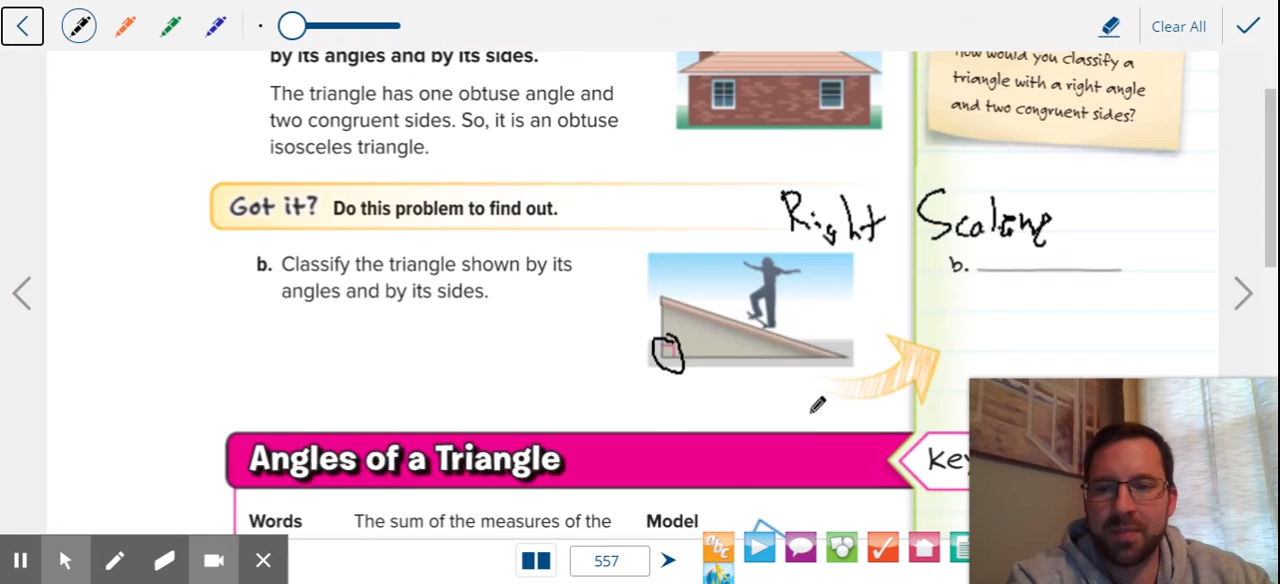 Clear All
by its angles and by its sides.
The triangle has one obtuse angle and
two congruent sides. So, it is an obtuse
isosceles triangle.
How would you classify a
triangle with a right angle
and two congruent sides?
Got it? Do this problem to find out.
Right Scalene
b. Classify the triangle shown by its
angles and by its sides.
b.
Angles of a Triangle
Key
Words The sum of the measures of the Model
557
abc